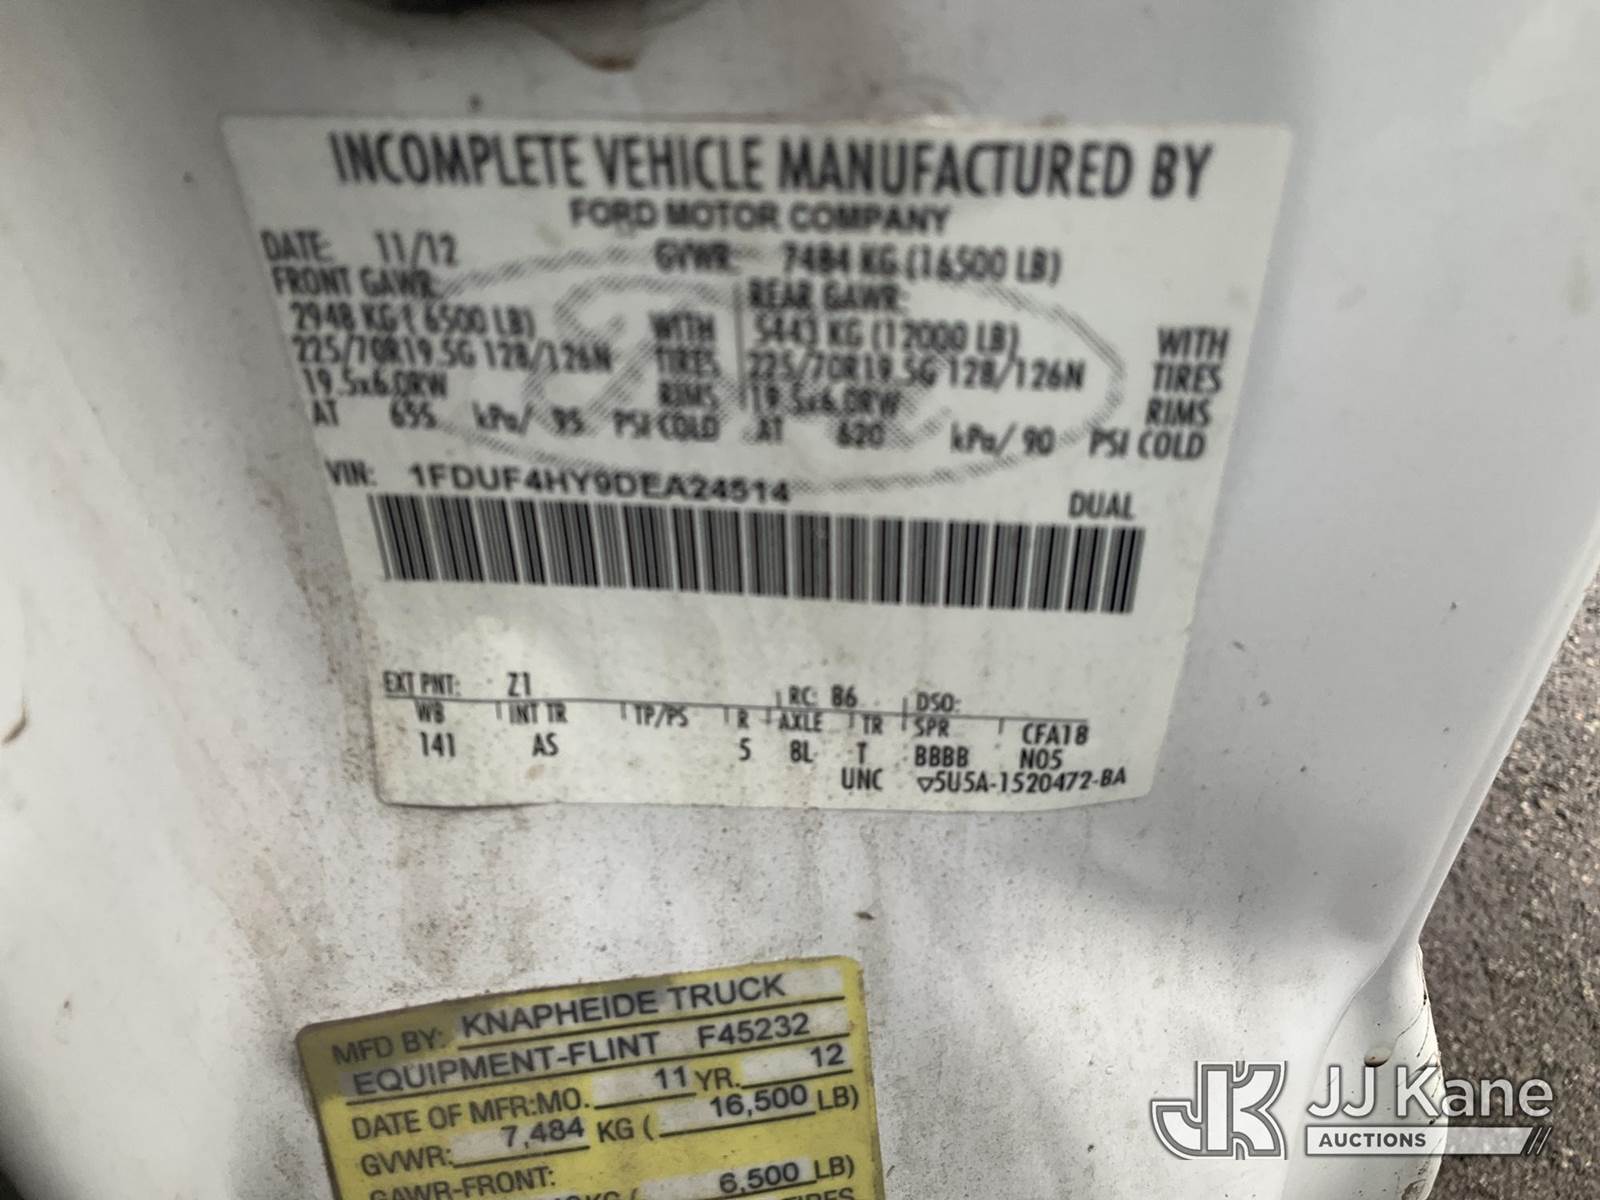 INCOMPLETE VEHICLE MANUFACTURED BY
FORD MOTOR COMPANY
DATE: 11/12 GVWR: 7484 KG (16500 LB)
FRONT GAWR: REAR GAWR:
2948 KG ( 6500 LB) WITH 5443 KG (12000 LB) WITH
225/70R19.5G 128/126N TIRES 225/70R19.5G 128/126N TIRES
19.5x6.0RW RIMS 19.5x6.0RW RIMS
AT 655 kPa/ 95 PSI COLD AT 620 kPa/ 90 PSI COLD
VIN: 1FDUF4HY9DEA24514
DUAL
EXT PNT: Z1 RC: 86 DSO:
WB INT TR TP/PS R AXLE TR SPR CFA18
141 AS 5 8L T BBBB N05
UNC ▽5U5A-1520472-BA
MFD BY: KNAPHEIDE TRUCK
EQUIPMENT-FLINT F45232
DATE OF MFR:MO. 11 YR. 12
GVWR: 7,484 KG ( 16,500 LB)
GAWR-FRONT:
KG ( 6,500 LB)
TIRES
JK JJ Kane
AUCTIONS